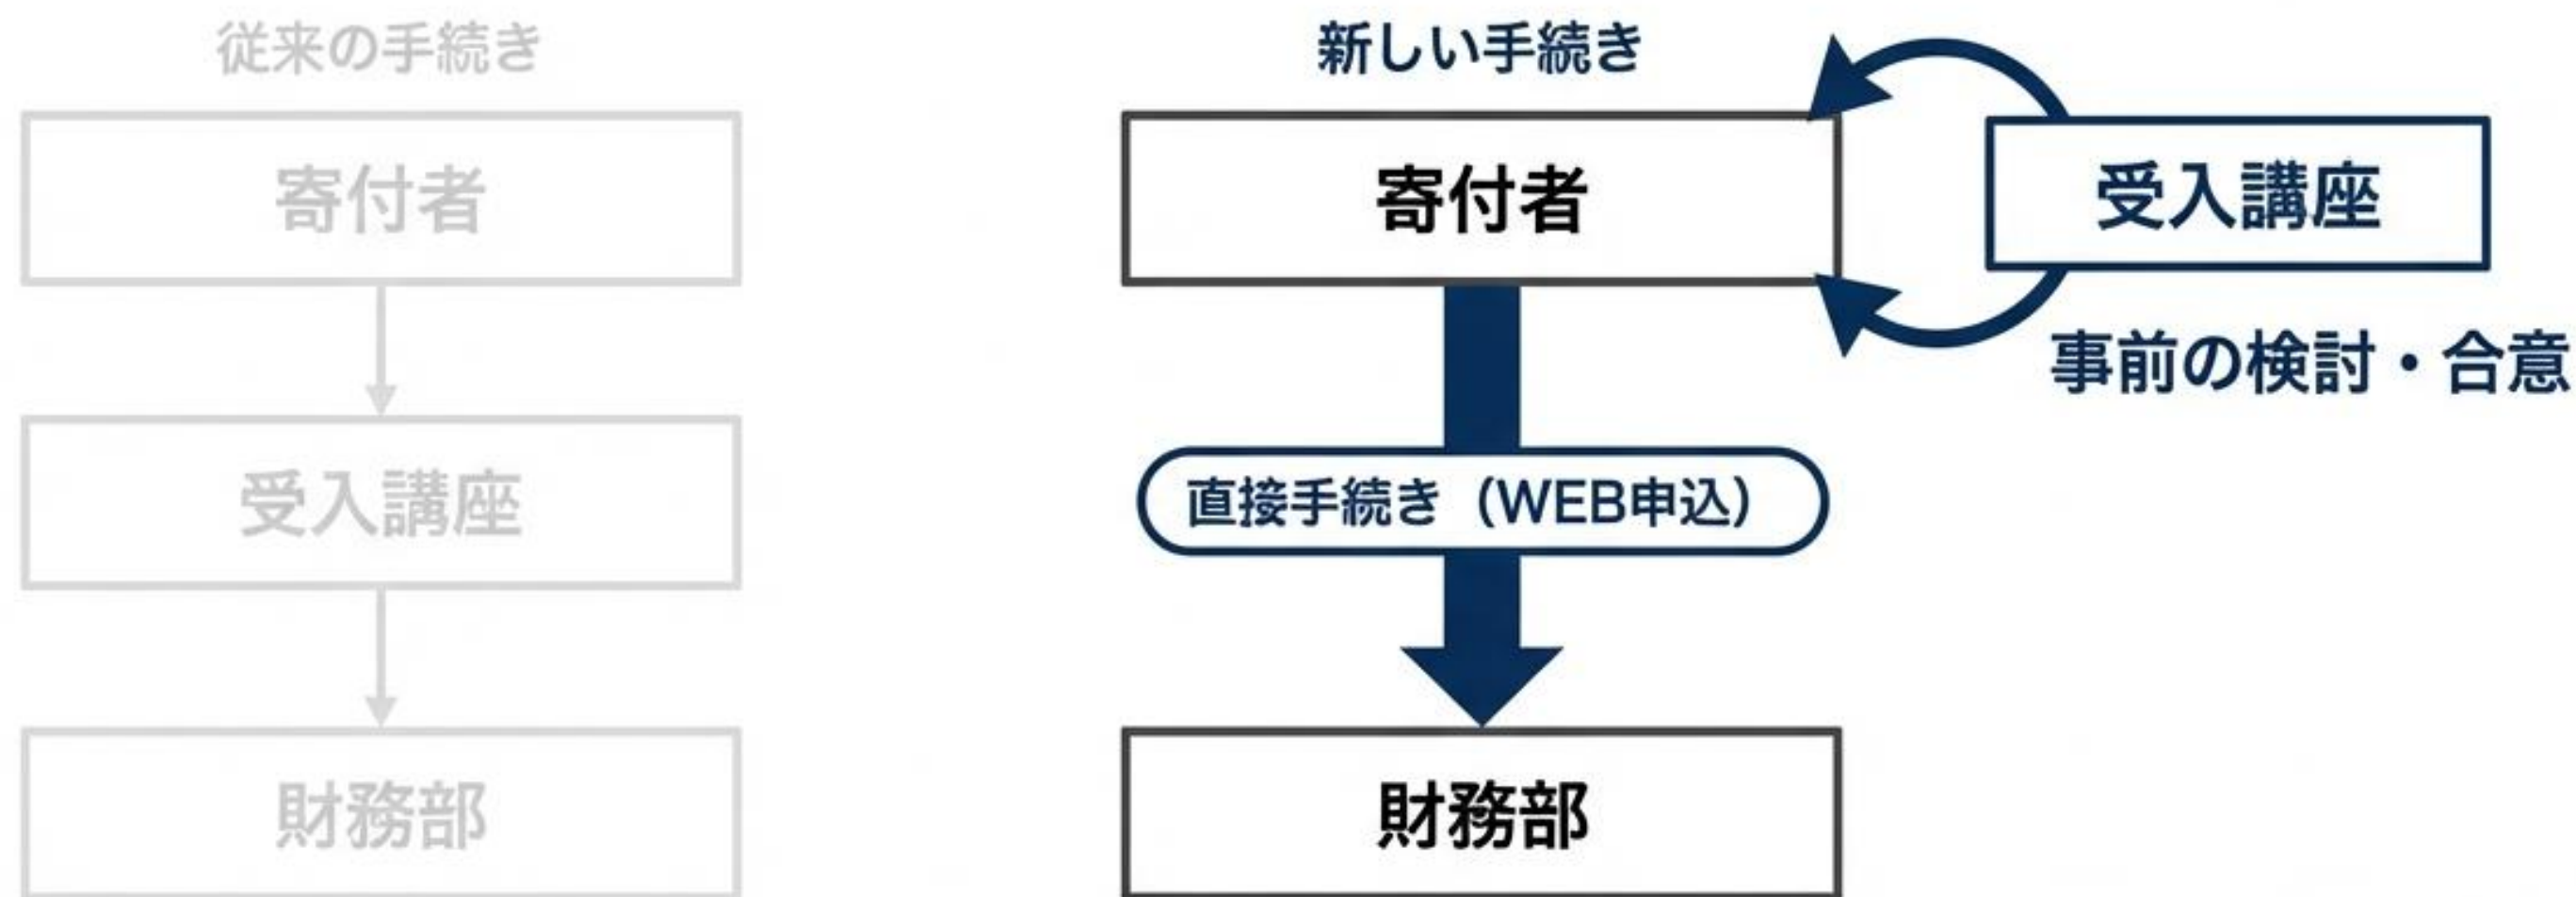 従来の手続き
寄付者
受入講座
財務部
新しい手続き
寄付者
受入講座
事前の検討・合意
直接手続き（WEB申込）
財務部